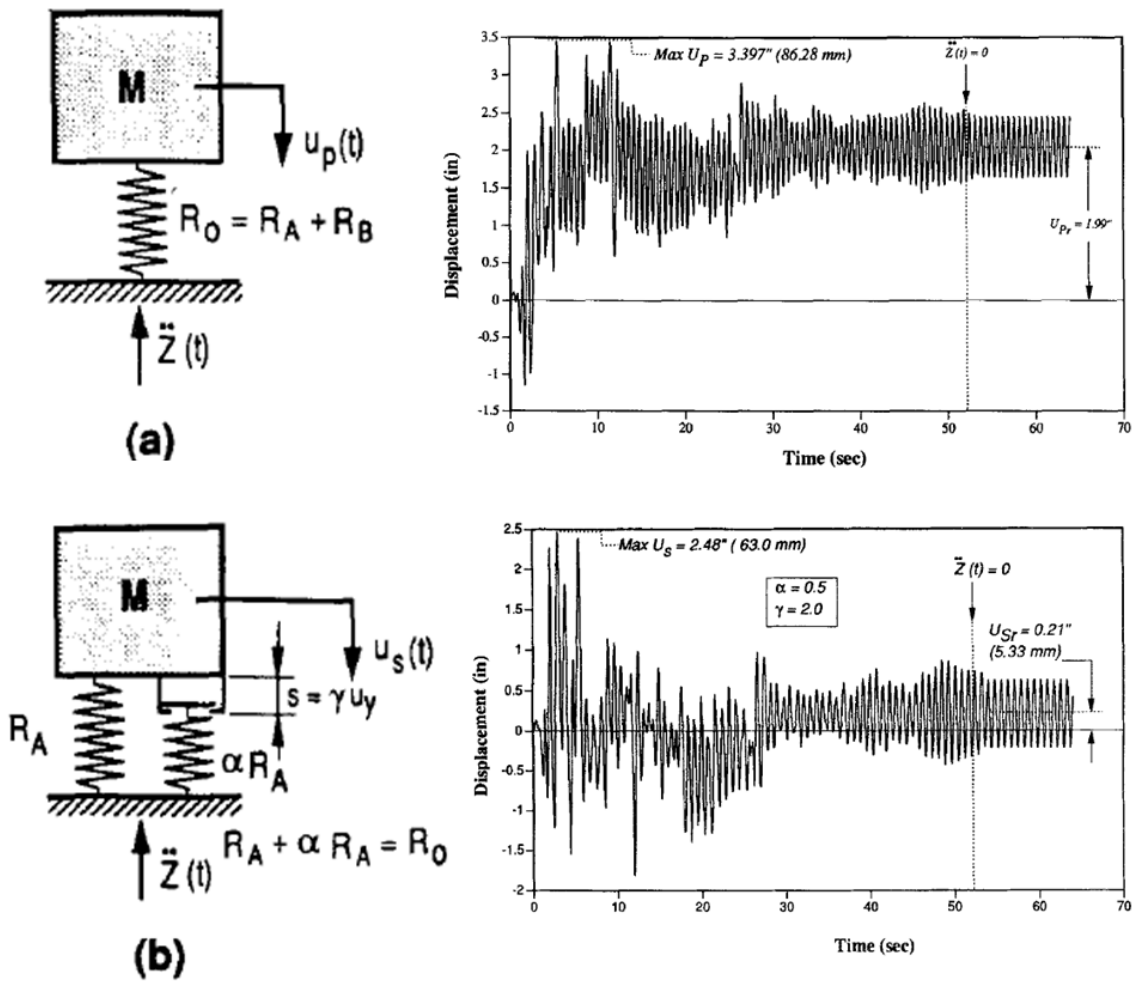 M
u_p(t)
R_O = R_A + R_B
Z̈ (t)
(a)
3.5
3
2.5
2
1.5
1
0.5
0
-0.5
-1
-1.5
Displacement (in)
Max U_P = 3.397" (86.28 mm)
Z̈ (t) = 0
U_Pr = 1.99"
0 10 20 30 40 50 60 70
Time (sec)
M
u_s(t)
s = γ u_y
R_A
α R_A
R_A + α R_A = R_O
Z̈ (t)
(b)
2.5
2
1.5
1
0.5
0
-0.5
-1
-1.5
-2
Displacement (in)
Max U_S = 2.48" ( 63.0 mm)
α = 0.5
γ = 2.0
Z̈ (t) = 0
U_Sr = 0.21"
(5.33 mm)
0 10 20 30 40 50 60 70
Time (sec)